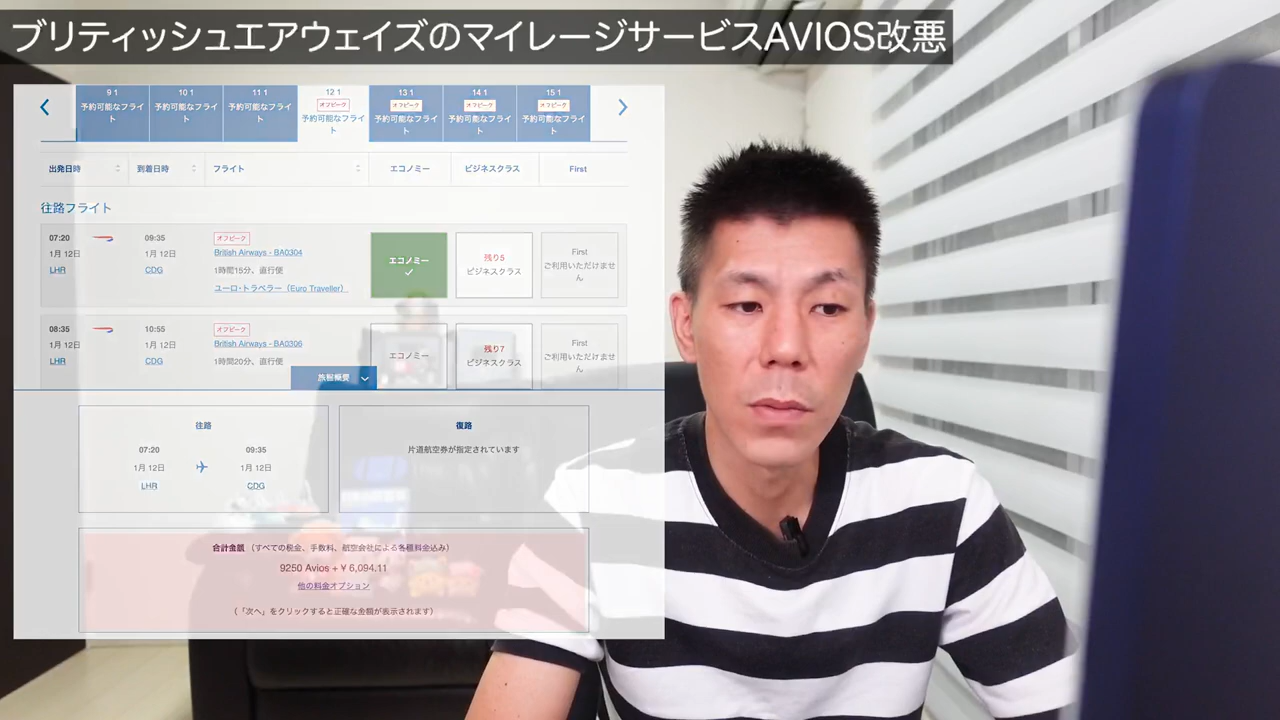 ブリティッシュエアウェイズのマイレージサービスAVIOS改悪
9 1
予約可能なフライト
10 1
予約可能なフライト
11 1
予約可能なフライト
12 1
オフピーク
予約可能なフライト
13 1
オフピーク
予約可能なフライト
14 1
オフピーク
予約可能なフライト
15 1
オフピーク
予約可能なフライト
出発日時 到着日時 フライト エコノミー ビジネスクラス First
往路フライト
07:20
1月 12日
LHR
09:35
1月 12日
CDG
オフピーク
British Airways - BA0304
1時間15分、直行便
ユーロ・トラベラー（Euro Traveller）
エコノミー
残り5
ビジネスクラス
First
ご利用いただけません
08:35
1月 12日
LHR
10:55
1月 12日
CDG
オフピーク
British Airways - BA0306
1時間20分、直行便
エコノミー
残り7
ビジネスクラス
First
ご利用いただけません
旅程概要
往路
07:20
1月 12日
LHR
09:35
1月 12日
CDG
復路
片道航空券が指定されています
合計金額 （すべての税金、手数料、航空会社による各種料金込み）
9250 Avios + ¥ 6,094.11
他の料金オプション
（「次へ」をクリックすると正確な金額が表示されます）